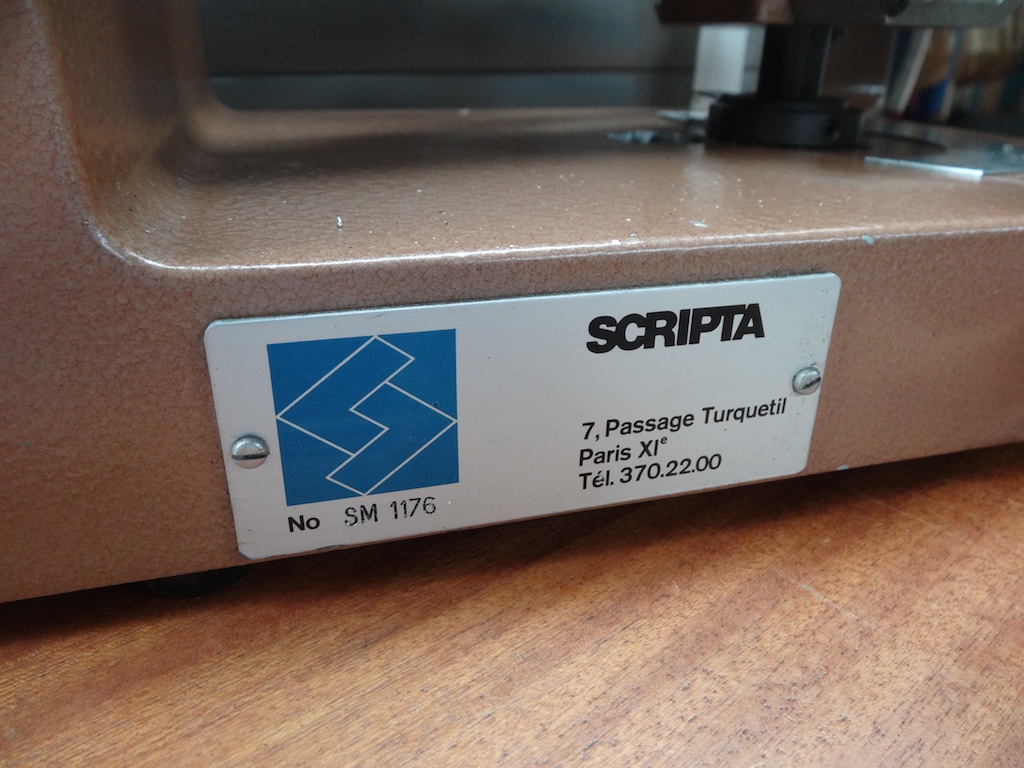 SCRIPTA
7, Passage Turquetil
Paris XIᵉ
Tél. 370.22.00
No SM 1176